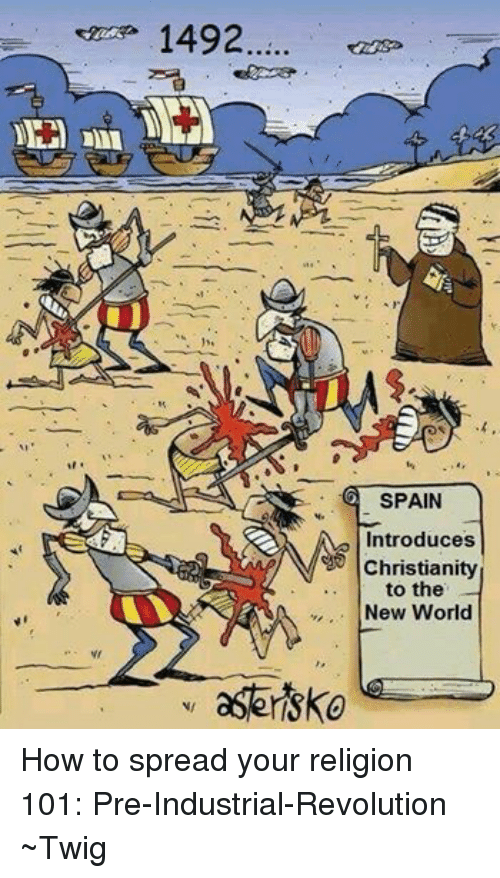 1492.....
SPAIN
Introduces
Christianity
to the
New World
asterisko
How to spread your religion
101: Pre-Industrial-Revolution
~Twig